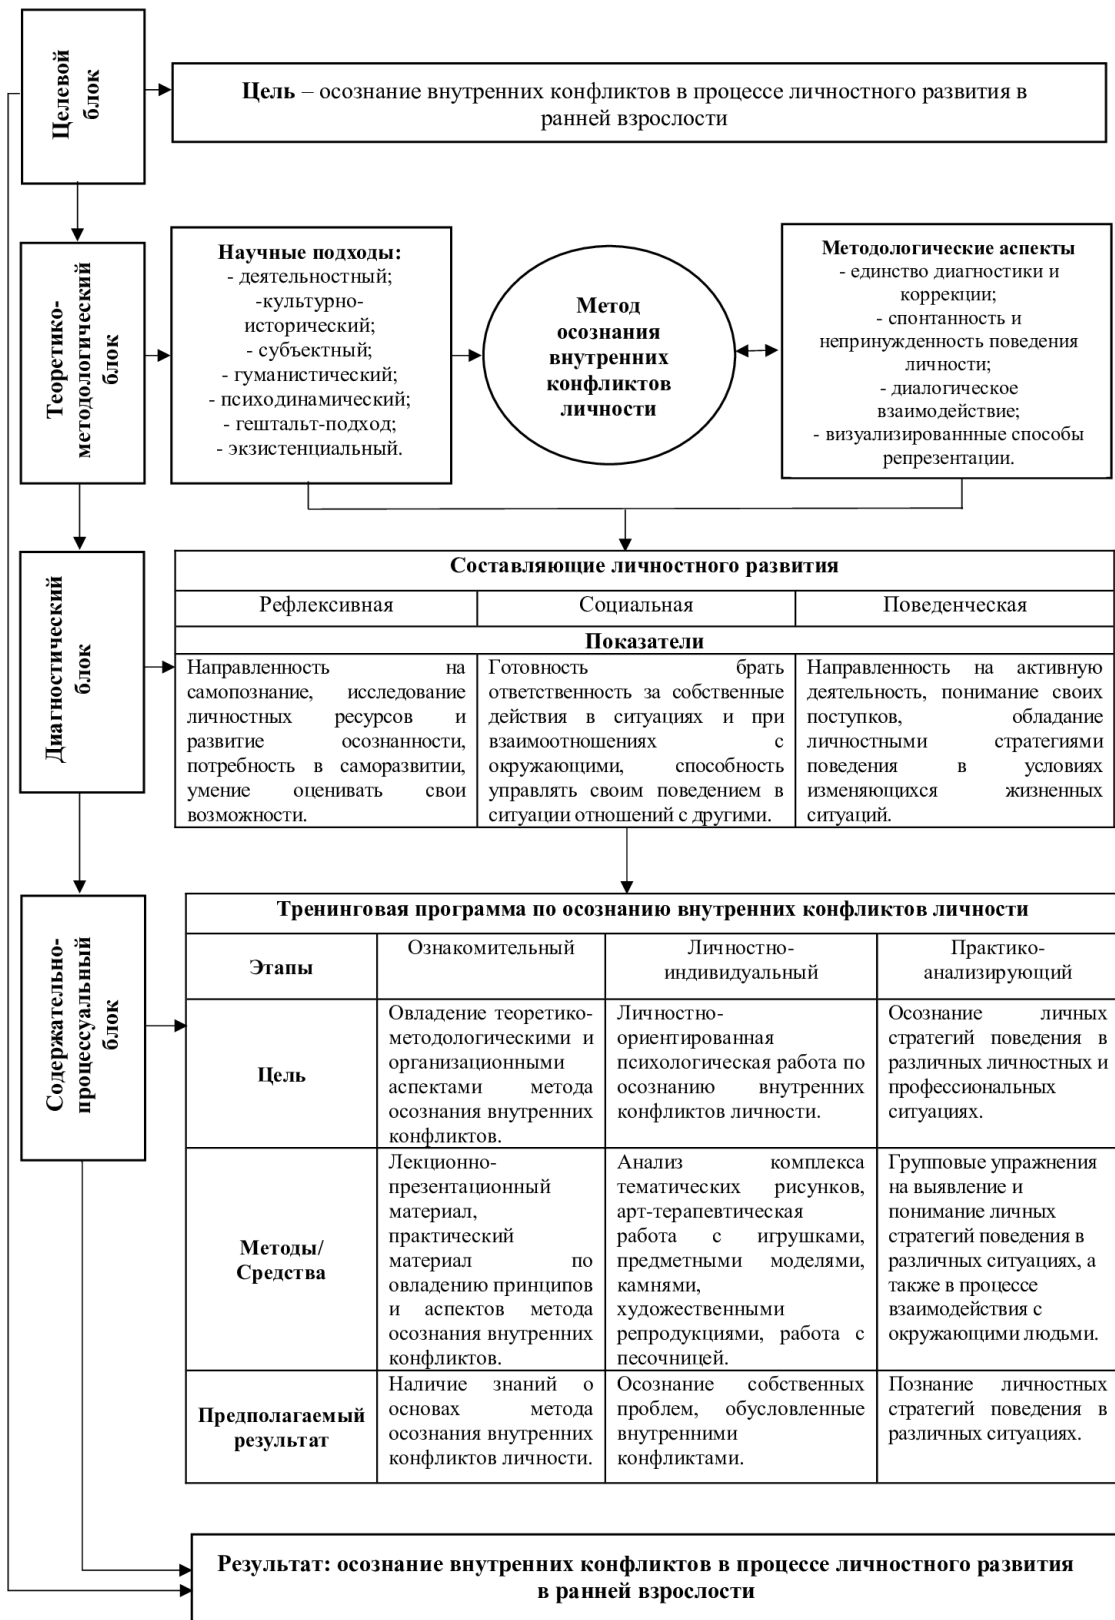 Целевой
блок
Цель – осознание внутренних конфликтов в процессе личностного развития в
ранней взрослости
Теоретико-
методологический
блок
Научные подходы:
- деятельностный;
-культурно-
исторический;
- субъектный;
- гуманистический;
- психодинамический;
- гештальт-подход;
- экзистенциальный.
Метод
осознания
внутренних
конфликтов
личности
Методологические аспекты
- единство диагностики и
коррекции;
- спонтанность и
непринужденность поведения
личности;
- диалогическое
взаимодействие;
- визуализированнные способы
репрезентации.
Диагностический
блок
Составляющие личностного развития
Рефлексивная
Социальная
Поведенческая
Показатели
Направленность на
самопознание, исследование
личностных ресурсов и
развитие осознанности,
потребность в саморазвитии,
умение оценивать свои
возможности.
Готовность брать
ответственность за собственные
действия в ситуациях и при
взаимоотношениях с
окружающими, способность
управлять своим поведением в
ситуации отношений с другими.
Направленность на активную
деятельность, понимание своих
поступков, обладание
личностными стратегиями
поведения в условиях
изменяющихся жизненных
ситуаций.
Содержательно-
процессуальный
блок
Тренинговая программа по осознанию внутренних конфликтов личности
Этапы
Ознакомительный
Личностно-
индивидуальный
Практико-
анализирующий
Цель
Овладение теоретико-
методологическими и
организационными
аспектами метода
осознания внутренних
конфликтов.
Личностно-
ориентированная
психологическая работа по
осознанию внутренних
конфликтов личности.
Осознание личных
стратегий поведения в
различных личностных и
профессиональных
ситуациях.
Методы/
Средства
Лекционно-
презентационный
материал,
практический
материал по
овладению принципов
и аспектов метода
осознания внутренних
конфликтов.
Анализ комплекса
тематических рисунков,
арт-терапевтическая
работа с игрушками,
предметными моделями,
камнями,
художественными
репродукциями, работа с
песочницей.
Групповые упражнения
на выявление и
понимание личных
стратегий поведения в
различных ситуациях, а
также в процессе
взаимодействия с
окружающими людьми.
Предполагаемый
результат
Наличие знаний о
основах метода
осознания внутренних
конфликтов личности.
Осознание собственных
проблем, обусловленные
внутренними
конфликтами.
Познание личностных
стратегий поведения в
различных ситуациях.
Результат: осознание внутренних конфликтов в процессе личностного развития
в ранней взрослости